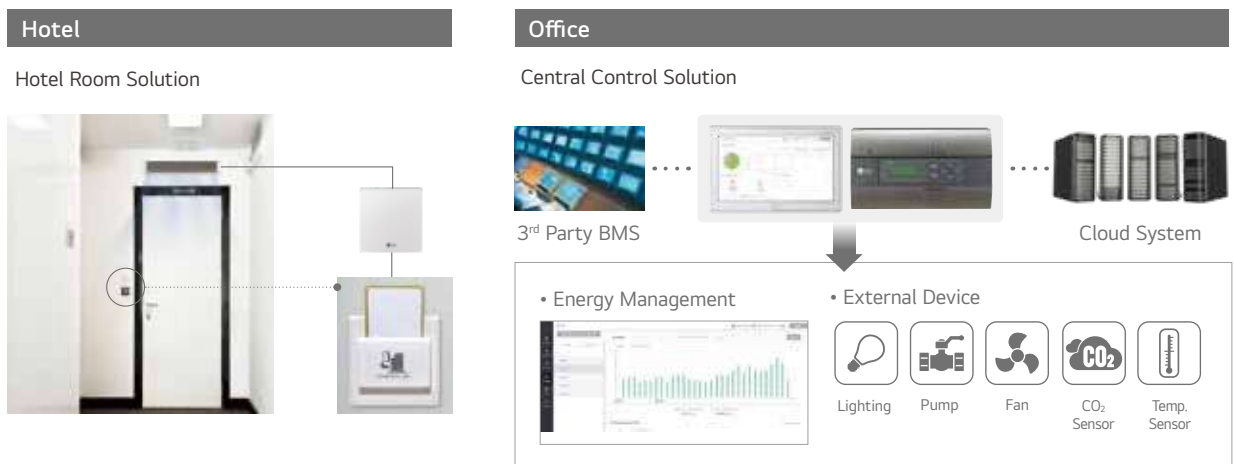 Hotel
Hotel Room Solution
Office
Central Control Solution
3rd Party BMS
Cloud System
• Energy Management
• External Device
Lighting
Pump
Fan
CO2
CO₂
Sensor
Temp.
Sensor